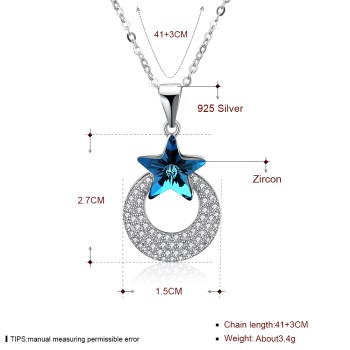 41+3CM
925 Silver
Zircon
2.7CM
1.5CM
Chain length:41+3CM
Weight: About3.4g
TIPS:manual measuring permissible error